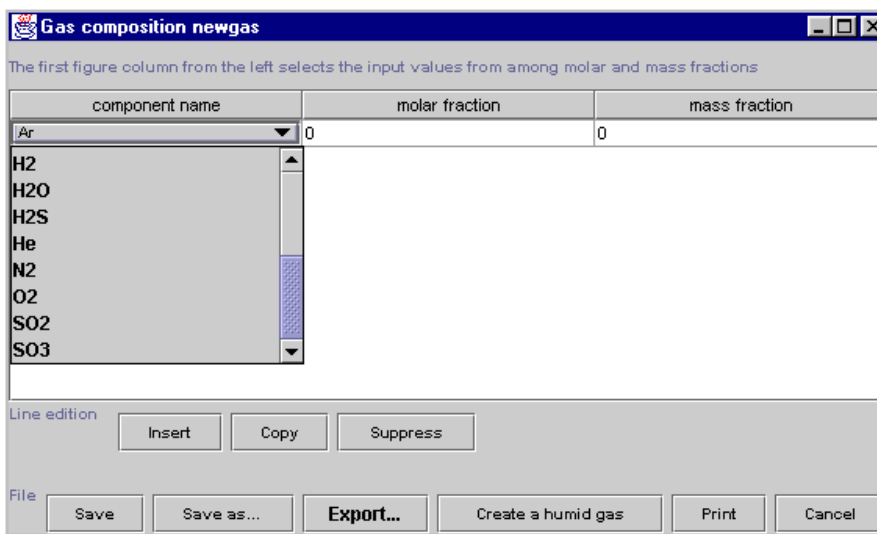 Gas composition newgas
The first figure column from the left selects the input values from among molar and mass fractions
component name molar fraction mass fraction
Ar 0 0
H2
H2O
H2S
He
N2
O2
SO2
SO3
Line edition
Insert Copy Suppress
File
Save Save as... Export... Create a humid gas Print Cancel